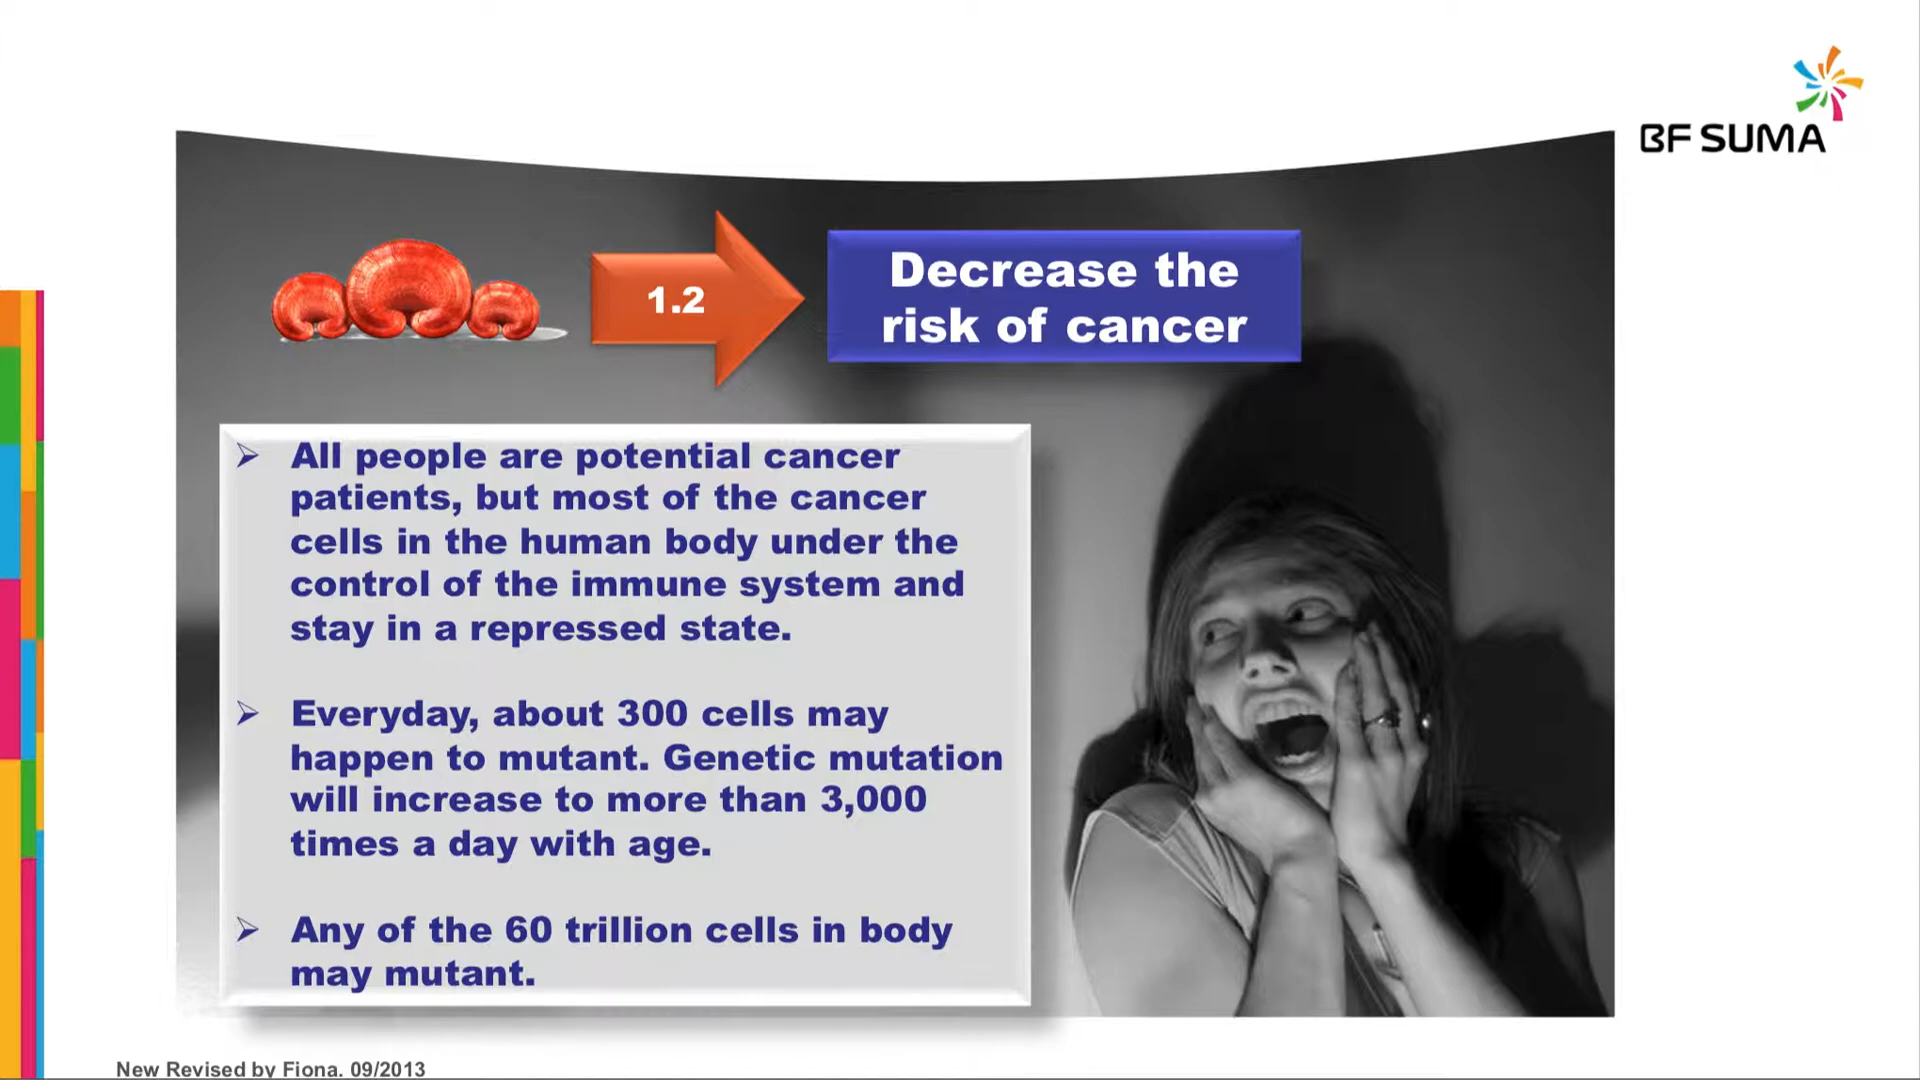 BF SUMA
1.2
Decrease the
risk of cancer
➢ All people are potential cancer
patients, but most of the cancer
cells in the human body under the
control of the immune system and
stay in a repressed state.
➢ Everyday, about 300 cells may
happen to mutant. Genetic mutation
will increase to more than 3,000
times a day with age.
➢ Any of the 60 trillion cells in body
may mutant.
New Revised by Fiona. 09/2013